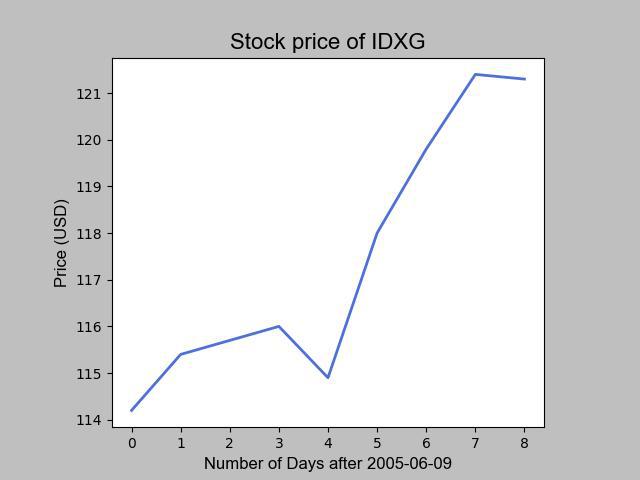 Stock price of IDXG
121
120
119
118
117
116
115
114
Price (USD)
0 1 2 3 4 5 6 7 8
Number of Days after 2005-06-09